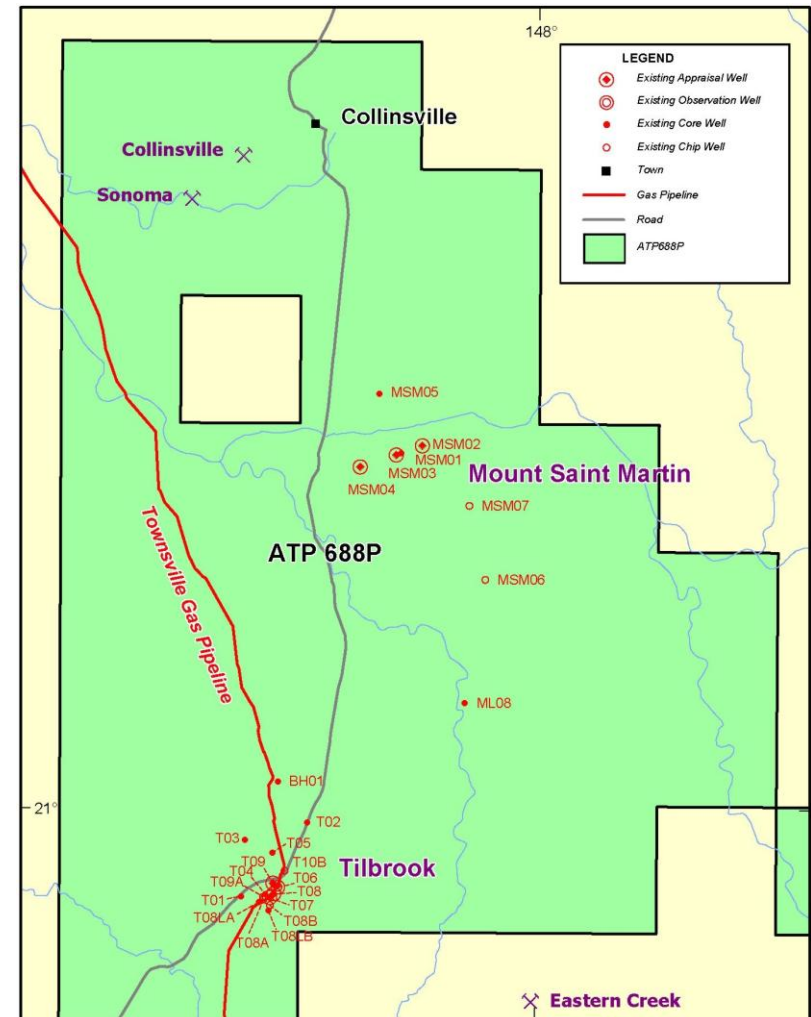 148°
LEGEND
Existing Appraisal Well
Existing Observation Well
Existing Core Well
Existing Chip Well
Town
Gas Pipeline
Road
ATP688P
Collinsville
Collinsville
Sonoma
MSM05
MSM02
MSM01
MSM03
MSM04
Mount Saint Martin
MSM07
ATP 688P
MSM06
Townsville Gas Pipeline
ML08
BH01
21°
T02
T03
T05
T09
T10B
Tilbrook
T04
T06
T09A
T08
T01
T07
T08LA
T08B
T08A
T08LB
Eastern Creek